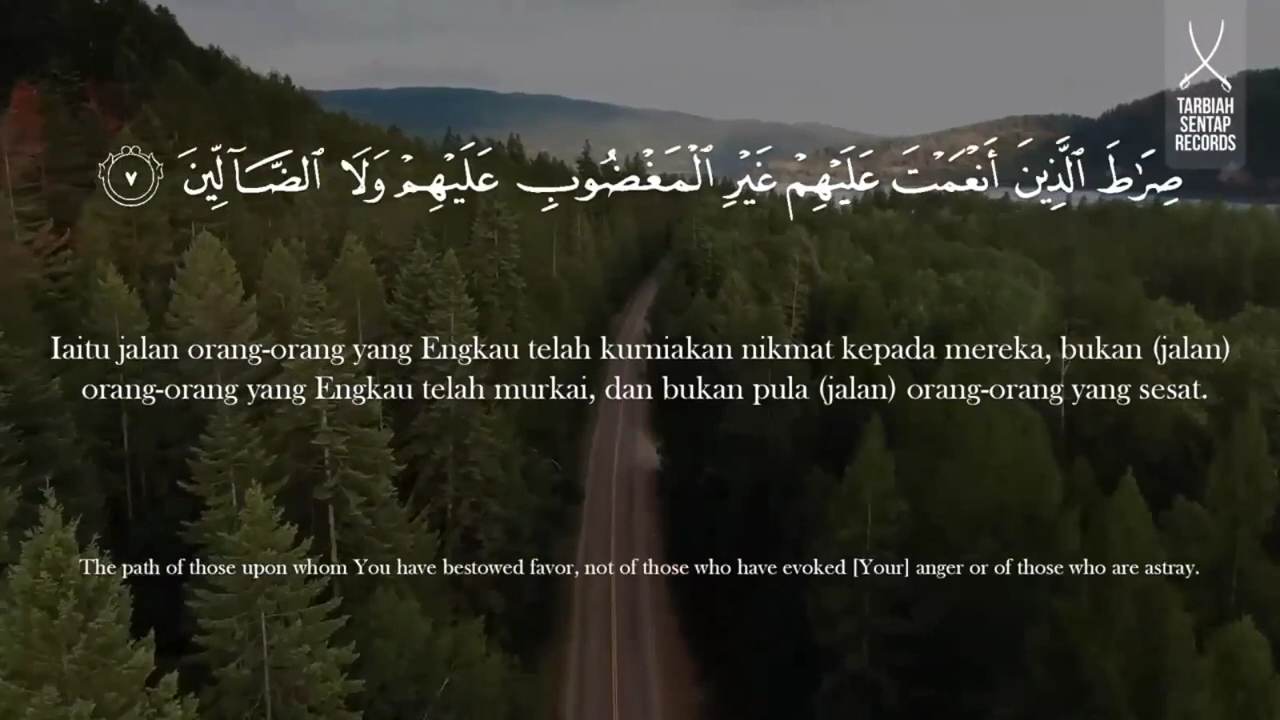 صِرَٰطَ ٱلَّذِينَ أَنْعَمْتَ عَلَيْهِمْ غَيْرِ ٱلْمَغْضُوبِ عَلَيْهِمْ وَلَا ٱلضَّآلِّينَ ٧
Iaitu jalan orang-orang yang Engkau telah kurniakan nikmat kepada mereka, bukan (jalan)
orang-orang yang Engkau telah murkai, dan bukan pula (jalan) orang-orang yang sesat.
The path of those upon whom You have bestowed favor, not of those who have evoked [Your] anger or of those who are astray.
TARBIAH
SENTAP
RECORDS